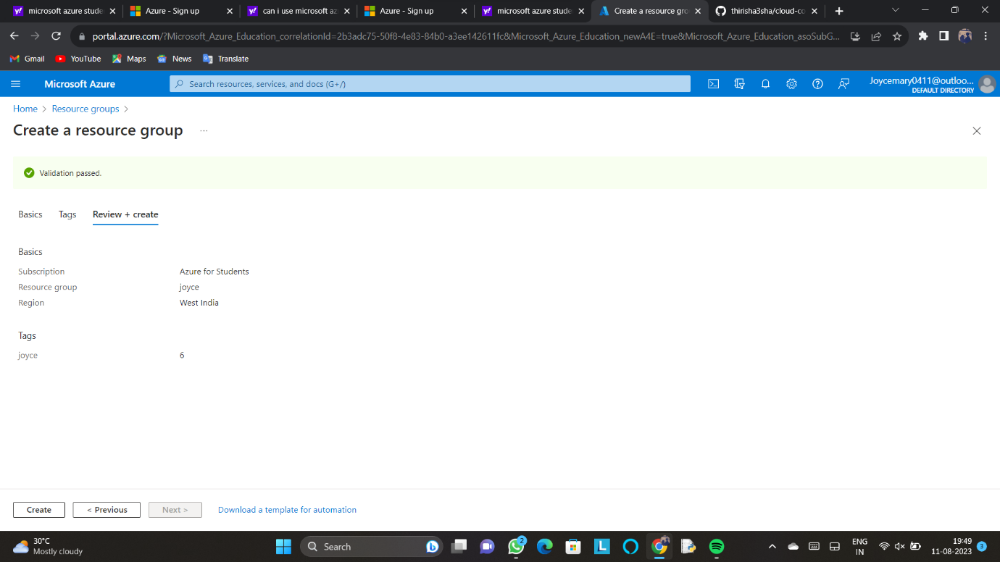 microsoft azure stude
Azure - Sign up
can i use microsoft az
Azure - Sign up
microsoft azure stude
Create a resource gro
thirisha3sha/cloud-co
portal.azure.com/?Microsoft_Azure_Education_correlationId=2b3adc75-50f8-4e83-84b0-a3ee142611fc&Microsoft_Azure_Education_newA4E=true&Microsoft_Azure_Education_asoSubG...
Gmail
YouTube
Maps
News
Translate
Microsoft Azure
Search resources, services, and docs (G+/)
Joycemary0411@outloo...
DEFAULT DIRECTORY
Home > Resource groups >
Create a resource group ...
Validation passed.
Basics Tags Review + create
Basics
Subscription Azure for Students
Resource group joyce
Region West India
Tags
joyce 6
Create < Previous Next > Download a template for automation
30°C
Mostly cloudy
Search
2
L
ENG
IN
19:49
11-08-2023
3